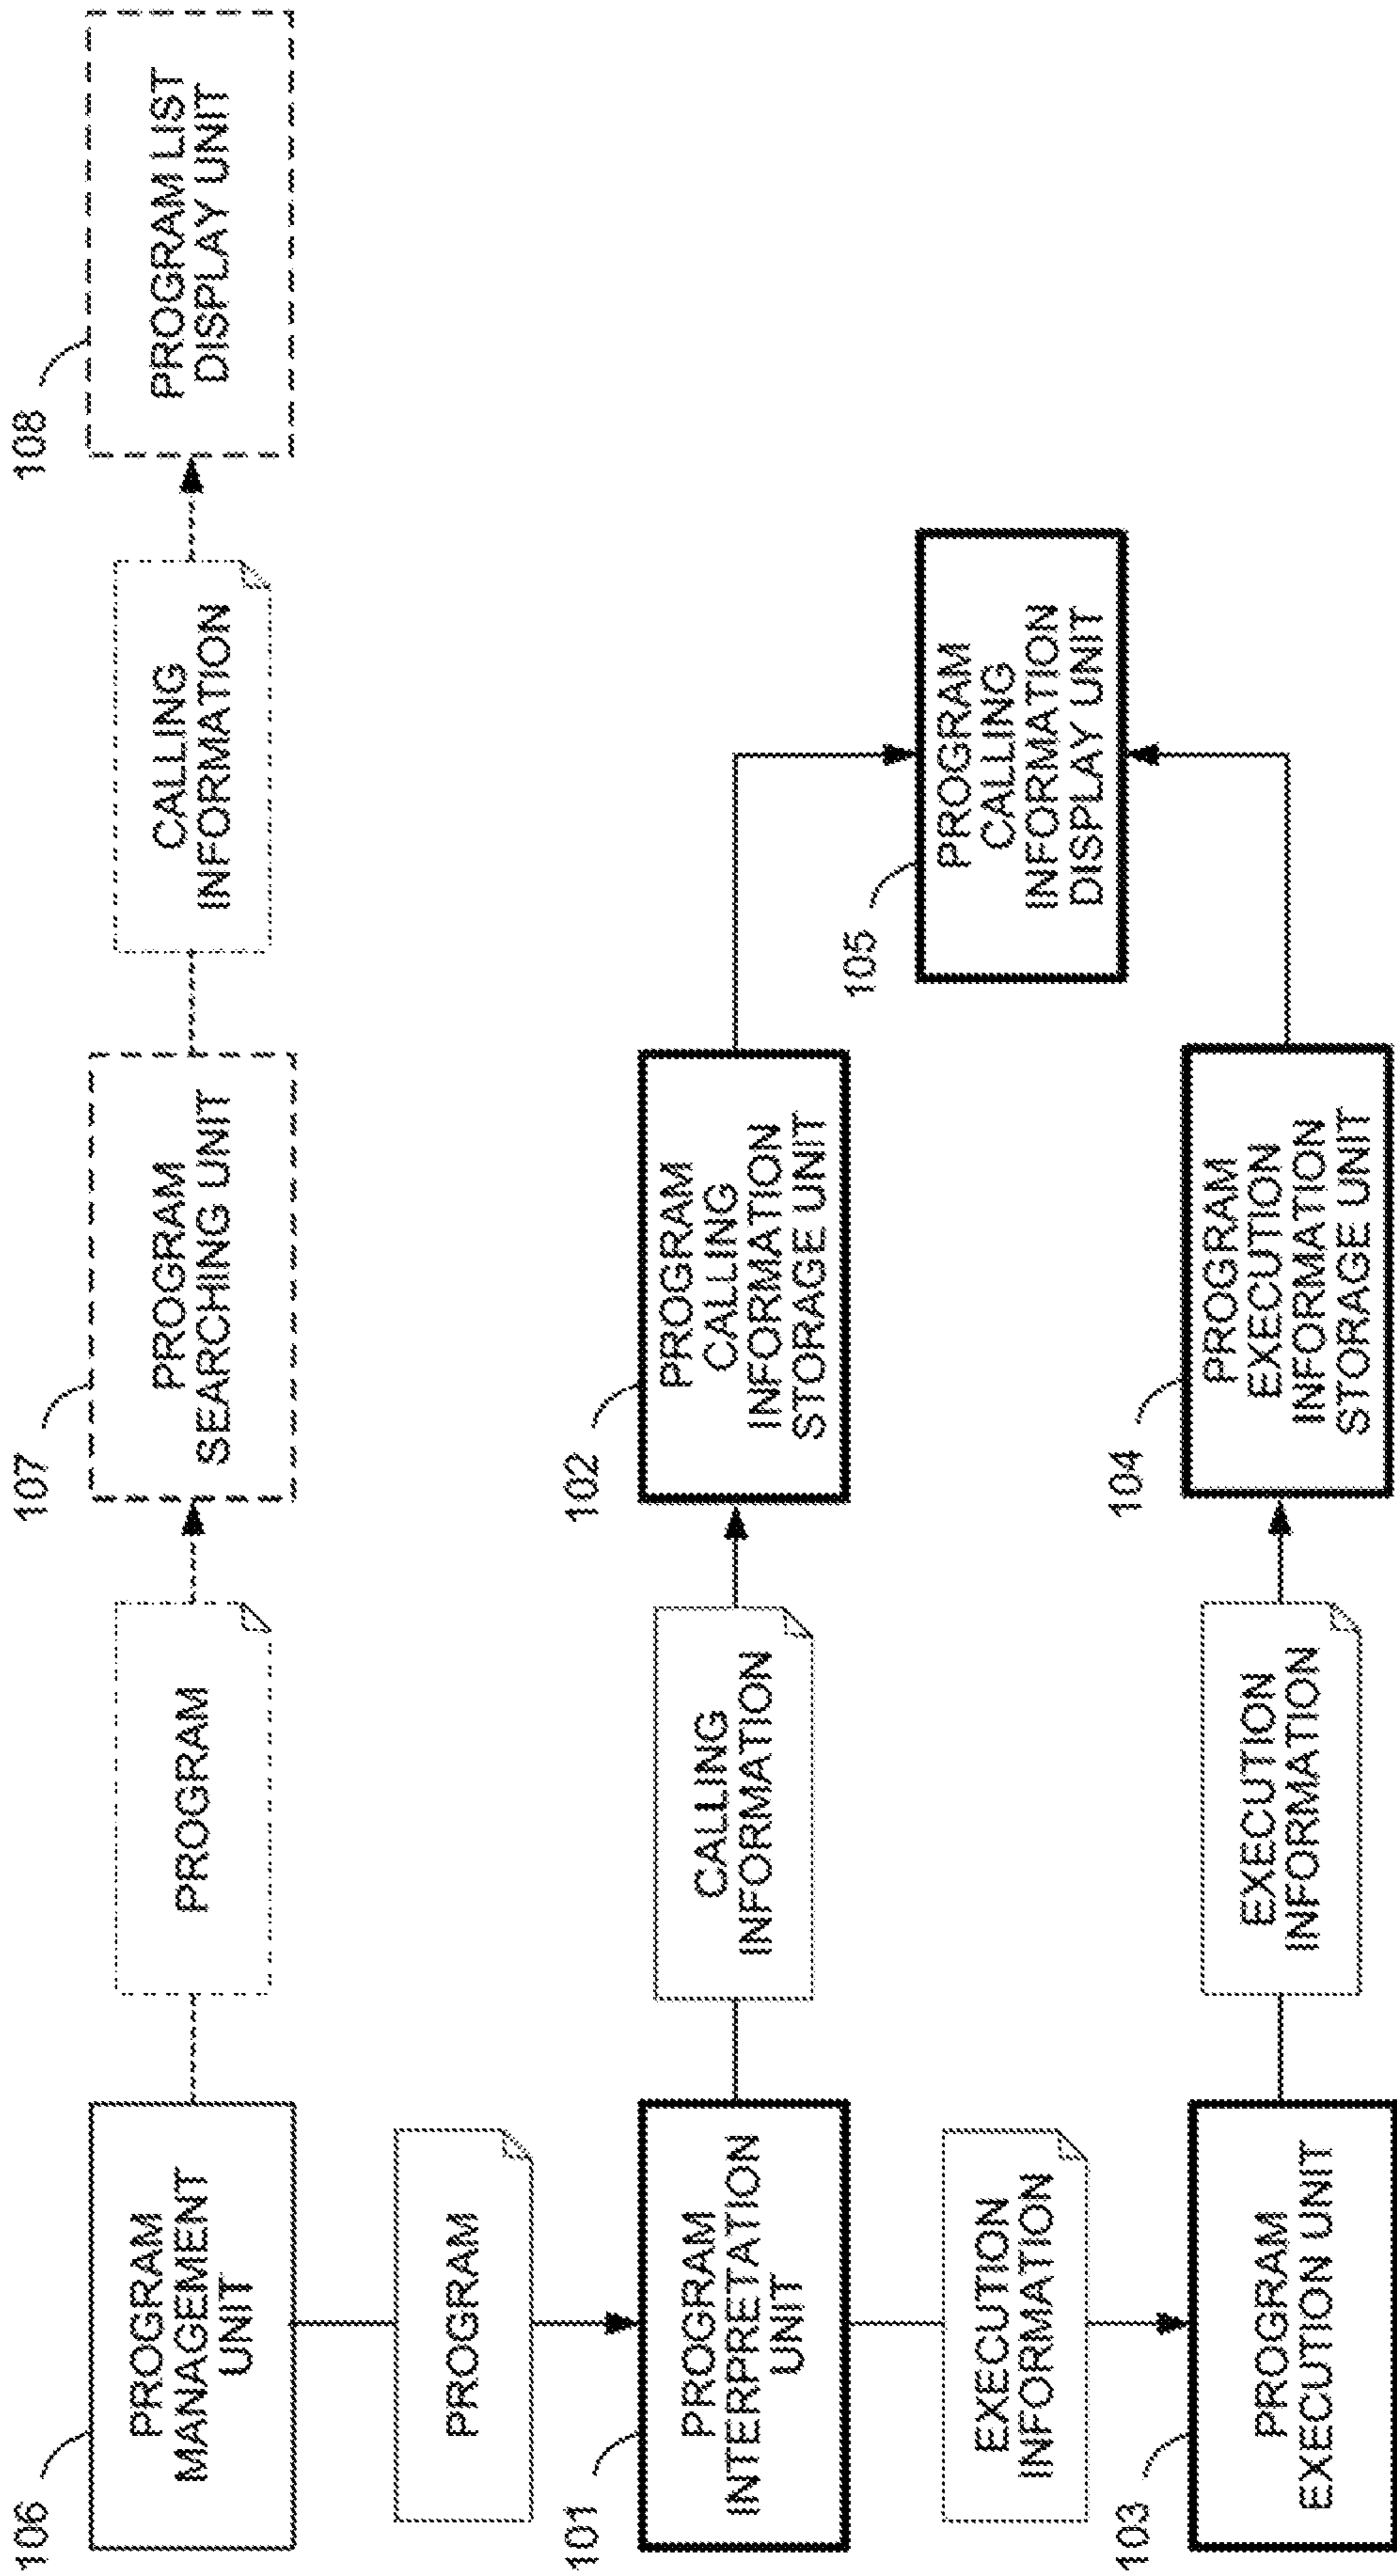 106
PROGRAM
MANAGEMENT
UNIT
PROGRAM
107
PROGRAM
SEARCHING UNIT
CALLING
INFORMATION
108
PROGRAM LIST
DISPLAY UNIT
PROGRAM
101
PROGRAM
INTERPRETATION
UNIT
CALLING
INFORMATION
102
PROGRAM
CALLING
INFORMATION
STORAGE UNIT
105
PROGRAM
CALLING
INFORMATION
DISPLAY UNIT
EXECUTION
INFORMATION
103
PROGRAM
EXECUTION UNIT
EXECUTION
INFORMATION
104
PROGRAM
EXECUTION
INFORMATION
STORAGE UNIT